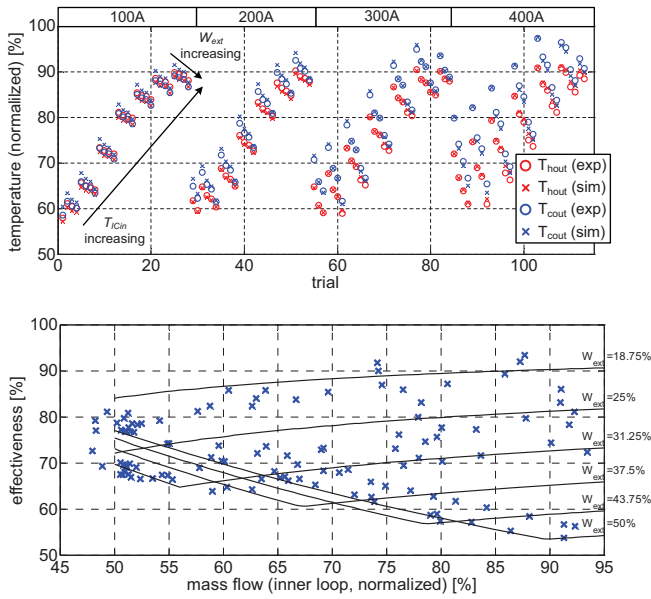 100A 200A 300A 400A
temperature (normalized) [%]
100
90
80
70
60
50
0 20 40 60 80 100
trial
W_ext
increasing
T_ICin
increasing
T_hout (exp)
T_hout (sim)
T_cout (exp)
T_cout (sim)
effectiveness [%]
100
90
80
70
60
50
45 50 55 60 65 70 75 80 85 90 95
mass flow (inner loop, normalized) [%]
W_ext=18.75%
W_ext=25%
W_ext=31.25%
W_ext=37.5%
W_ext=43.75%
W_ext=50%